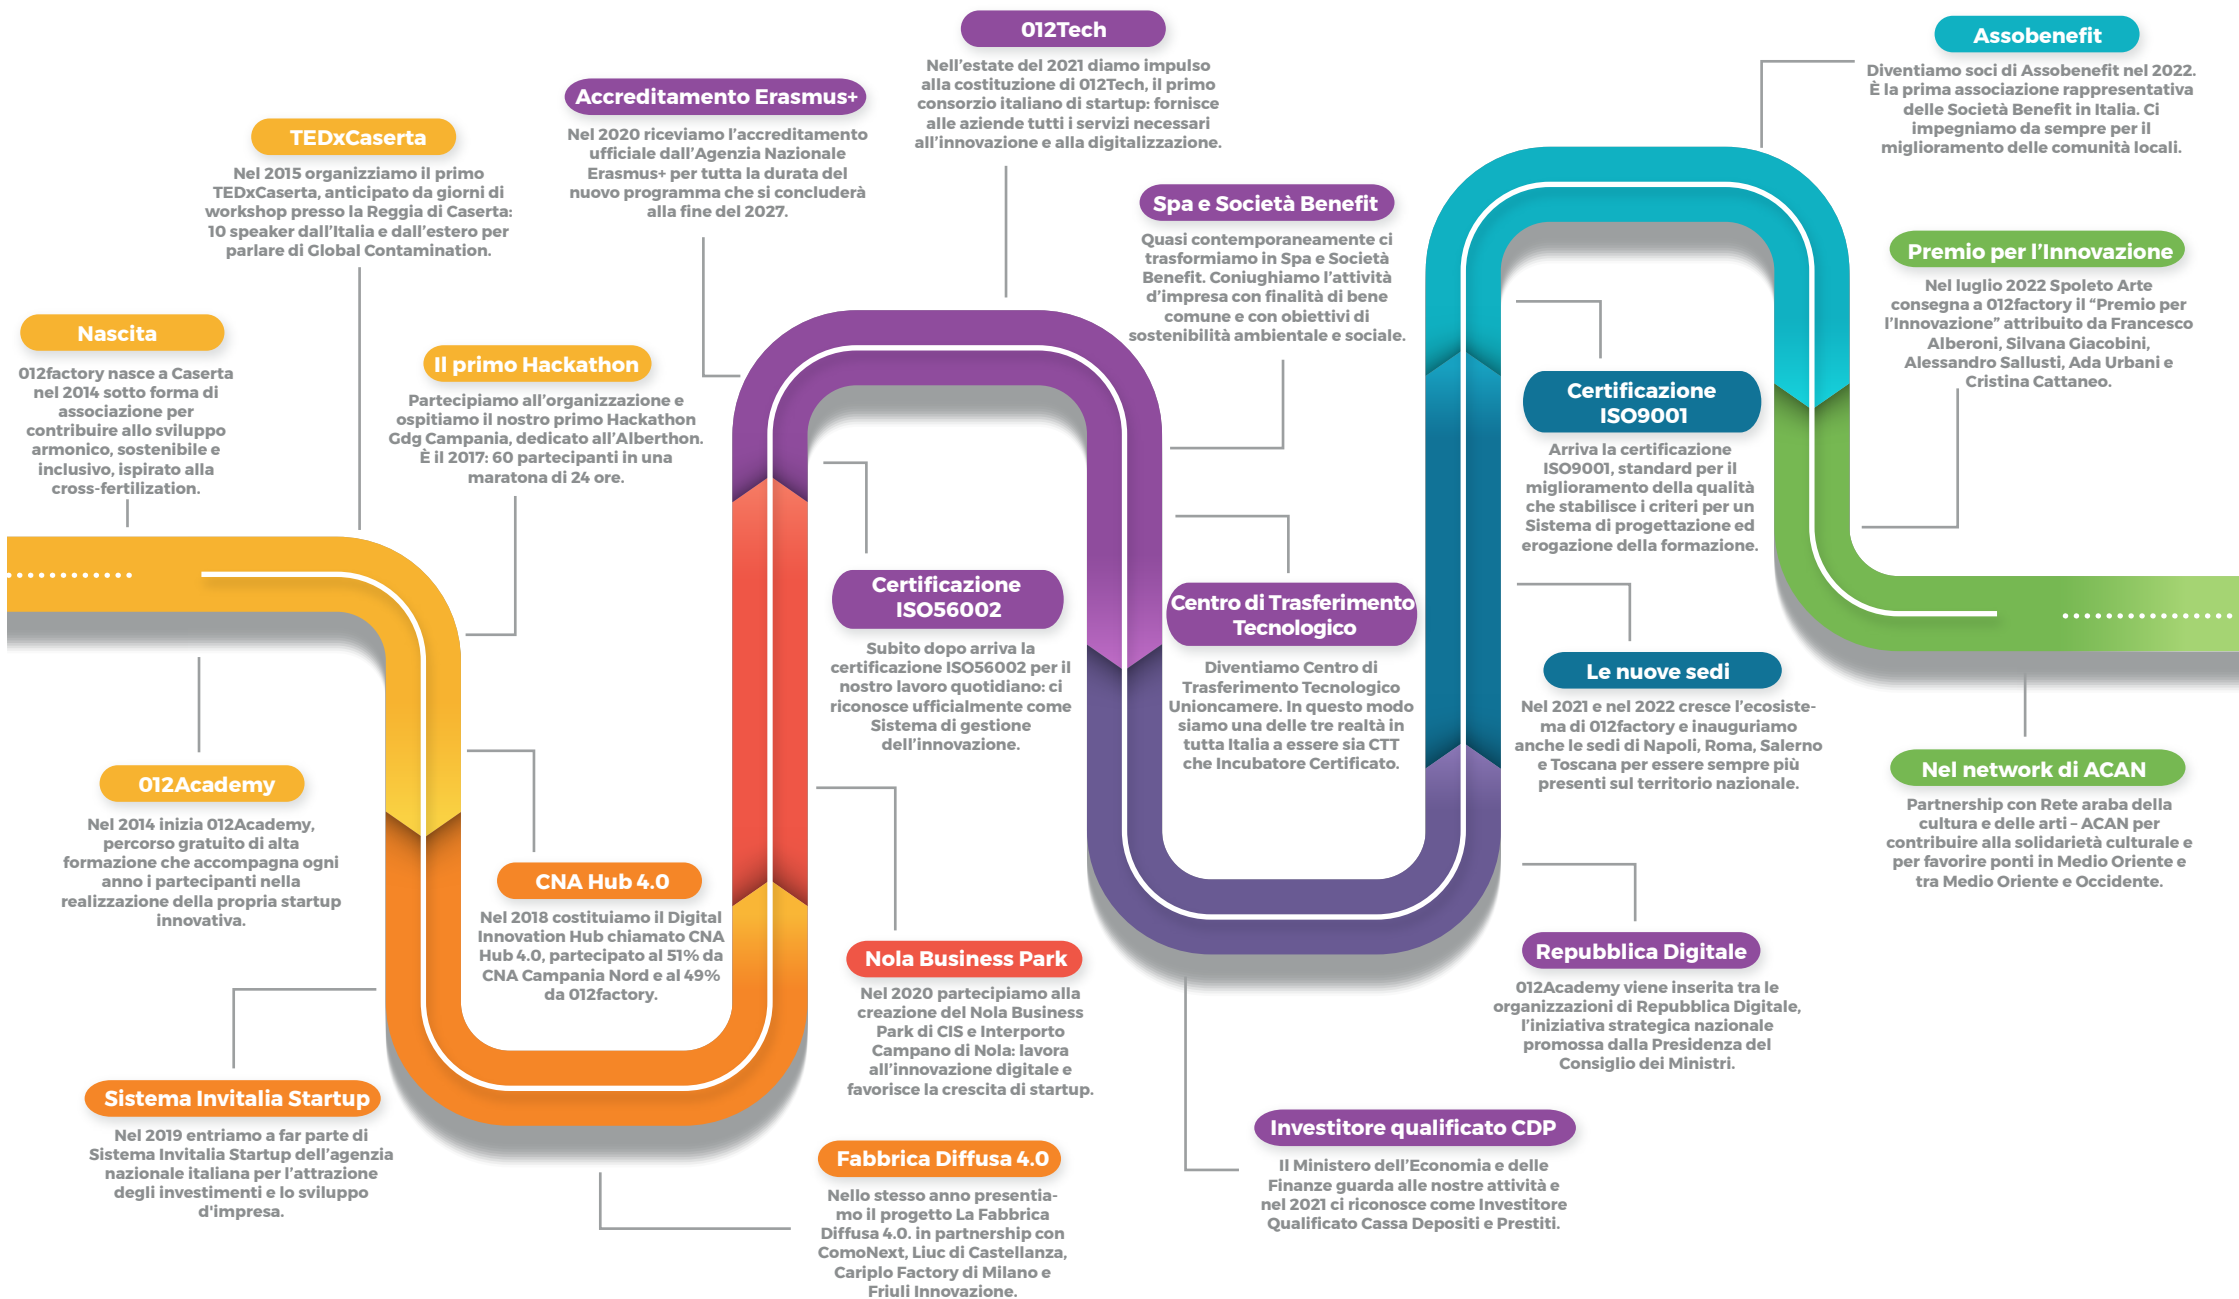 Nascita
012factory nasce a Caserta
nel 2014 sotto forma di
associazione per
contribuire allo sviluppo
armonico, sostenibile e
inclusivo, ispirato alla
cross-fertilization.
012Academy
Nel 2014 inizia 012Academy,
percorso gratuito di alta
formazione che accompagna ogni
anno i partecipanti nella
realizzazione della propria startup
innovativa.
TEDxCaserta
Nel 2015 organizziamo il primo
TEDxCaserta, anticipato da giorni di
workshop presso la Reggia di Caserta:
10 speaker dall'Italia e dall'estero per
parlare di Global Contamination.
Il primo Hackathon
Partecipiamo all'organizzazione e
ospitiamo il nostro primo Hackathon
Gdg Campania, dedicato all'Alberthon.
È il 2017: 60 partecipanti in una
maratona di 24 ore.
CNA Hub 4.0
Nel 2018 costituiamo il Digital
Innovation Hub chiamato CNA
Hub 4.0, partecipato al 51% da
CNA Campania Nord e al 49%
da 012factory.
Sistema Invitalia Startup
Nel 2019 entriamo a far parte di
Sistema Invitalia Startup dell'agenzia
nazionale italiana per l'attrazione
degli investimenti e lo sviluppo
d'impresa.
Fabbrica Diffusa 4.0
Nello stesso anno presentia-
mo il progetto La Fabbrica
Diffusa 4.0. in partnership con
ComoNext, Liuc di Castellanza,
Cariplo Factory di Milano e
Friuli Innovazione.
Nola Business Park
Nel 2020 partecipiamo alla
creazione del Nola Business
Park di CIS e Interporto
Campano di Nola: lavora
all'innovazione digitale e
favorisce la crescita di startup.
Accreditamento Erasmus+
Nel 2020 riceviamo l'accreditamento
ufficiale dall'Agenzia Nazionale
Erasmus+ per tutta la durata del
nuovo programma che si concluderà
alla fine del 2027.
Certificazione
ISO56002
Subito dopo arriva la
certificazione ISO56002 per il
nostro lavoro quotidiano: ci
riconosce ufficialmente come
Sistema di gestione
dell'innovazione.
012Tech
Nell'estate del 2021 diamo impulso
alla costituzione di 012Tech, il primo
consorzio italiano di startup: fornisce
alle aziende tutti i servizi necessari
all'innovazione e alla digitalizzazione.
Spa e Società Benefit
Quasi contemporaneamente ci
trasformiamo in Spa e Società
Benefit. Coniughiamo l'attività
d'impresa con finalità di bene
comune e con obiettivi di
sostenibilità ambientale e sociale.
Centro di Trasferimento
Tecnologico
Diventiamo Centro di
Trasferimento Tecnologico
Unioncamere. In questo modo
siamo una delle tre realtà in
tutta Italia a essere sia CTT
che Incubatore Certificato.
Investitore qualificato CDP
Il Ministero dell'Economia e delle
Finanze guarda alle nostre attività e
nel 2021 ci riconosce come Investitore
Qualificato Cassa Depositi e Prestiti.
Repubblica Digitale
012Academy viene inserita tra le
organizzazioni di Repubblica Digitale,
l'iniziativa strategica nazionale
promossa dalla Presidenza del
Consiglio dei Ministri.
Le nuove sedi
Nel 2021 e nel 2022 cresce l'ecosiste-
ma di 012factory e inauguriamo
anche le sedi di Napoli, Roma, Salerno
e Toscana per essere sempre più
presenti sul territorio nazionale.
Certificazione
ISO9001
Arriva la certificazione
ISO9001, standard per il
miglioramento della qualità
che stabilisce i criteri per un
Sistema di progettazione ed
erogazione della formazione.
Assobenefit
Diventiamo soci di Assobenefit nel 2022.
È la prima associazione rappresentativa
delle Società Benefit in Italia. Ci
impegniamo da sempre per il
miglioramento delle comunità locali.
Premio per l'Innovazione
Nel luglio 2022 Spoleto Arte
consegna a 012factory il “Premio per
l'Innovazione” attribuito da Francesco
Alberoni, Silvana Giacobini,
Alessandro Sallusti, Ada Urbani e
Cristina Cattaneo.
Nel network di ACAN
Partnership con Rete araba della
cultura e delle arti – ACAN per
contribuire alla solidarietà culturale e
per favorire ponti in Medio Oriente e
tra Medio Oriente e Occidente.